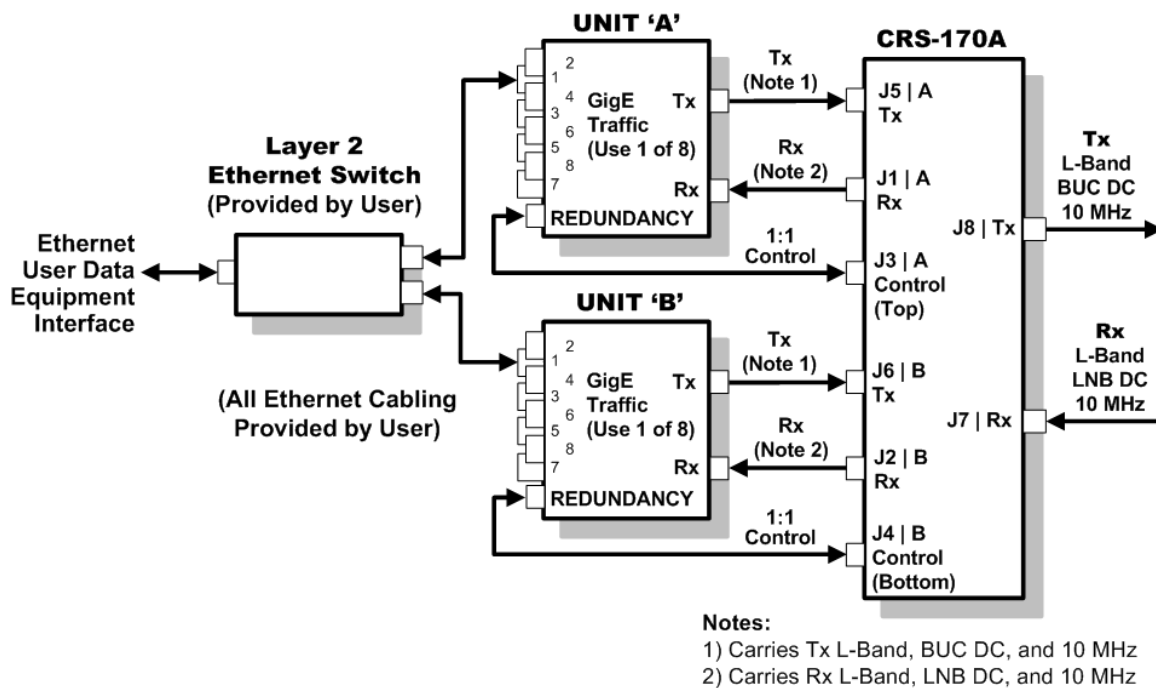 UNIT ‘A’
2
1
4
3
6
5
8
7
GigE
Traffic
(Use 1 of 8)
Tx
Rx
REDUNDANCY
Tx
(Note 1)
Rx
(Note 2)
1:1
Control
CRS-170A
J5 | A
Tx
J1 | A
Rx
J3 | A
Control
(Top)
J6 | B
Tx
J2 | B
Rx
J4 | B
Control
(Bottom)
J8 | Tx
J7 | Rx
Tx
L-Band
BUC DC
10 MHz
Rx
L-Band
LNB DC
10 MHz
Layer 2
Ethernet Switch
(Provided by User)
Ethernet
User Data
Equipment
Interface
(All Ethernet Cabling
Provided by User)
UNIT ‘B’
2
1
4
3
6
5
8
7
GigE
Traffic
(Use 1 of 8)
Tx
Rx
REDUNDANCY
Tx
(Note 1)
Rx
(Note 2)
1:1
Control
Notes:
1) Carries Tx L-Band, BUC DC, and 10 MHz
2) Carries Rx L-Band, LNB DC, and 10 MHz